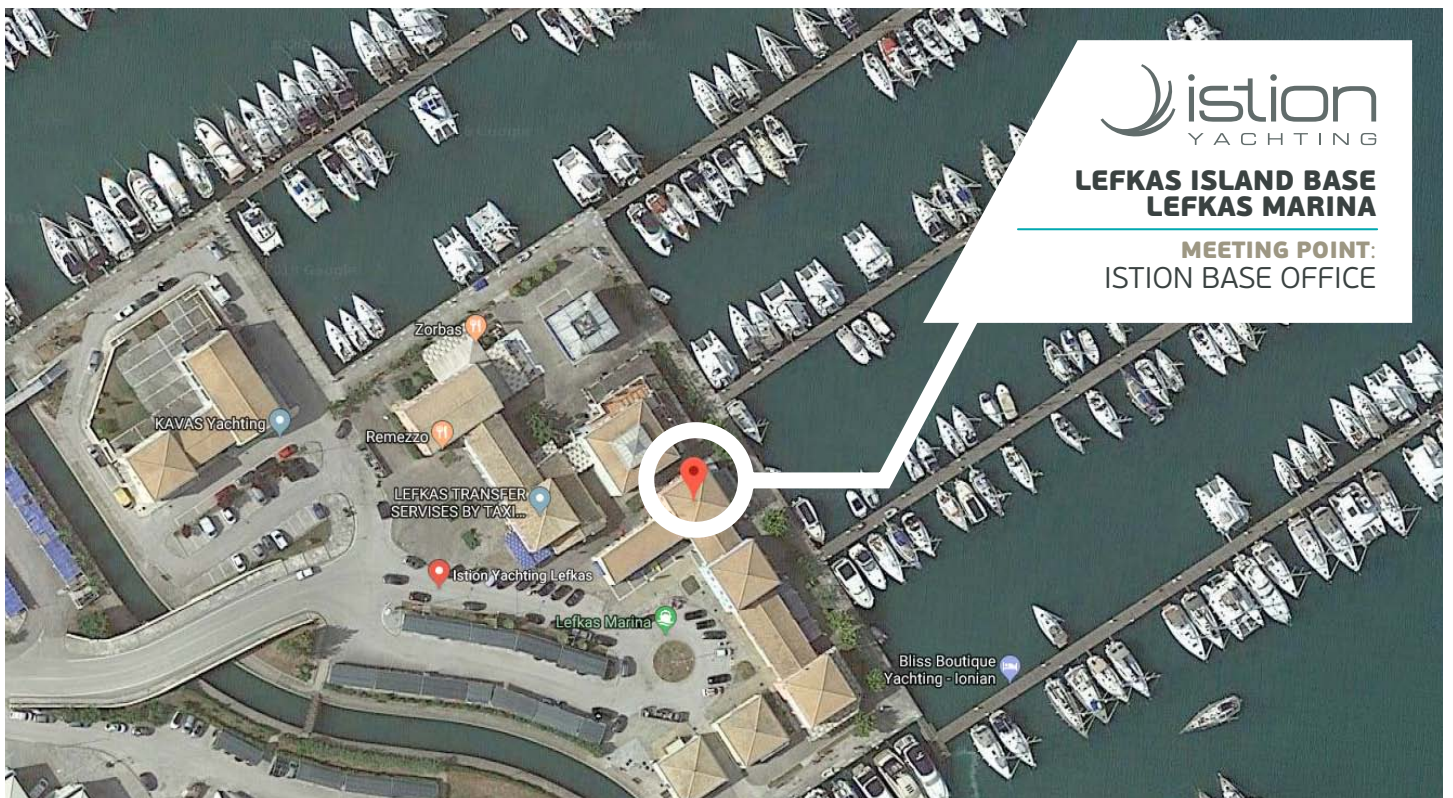 istion
YACHTING
LEFKAS ISLAND BASE
LEFKAS MARINA
MEETING POINT:
ISTION BASE OFFICE
Zorbas
KAVAS Yachting
Remezzo
LEFKAS TRANSFER
SERVISES BY TAXI...
Istion Yachting Lefkas
Lefkas Marina
Bliss Boutique
Yachting - Ionian